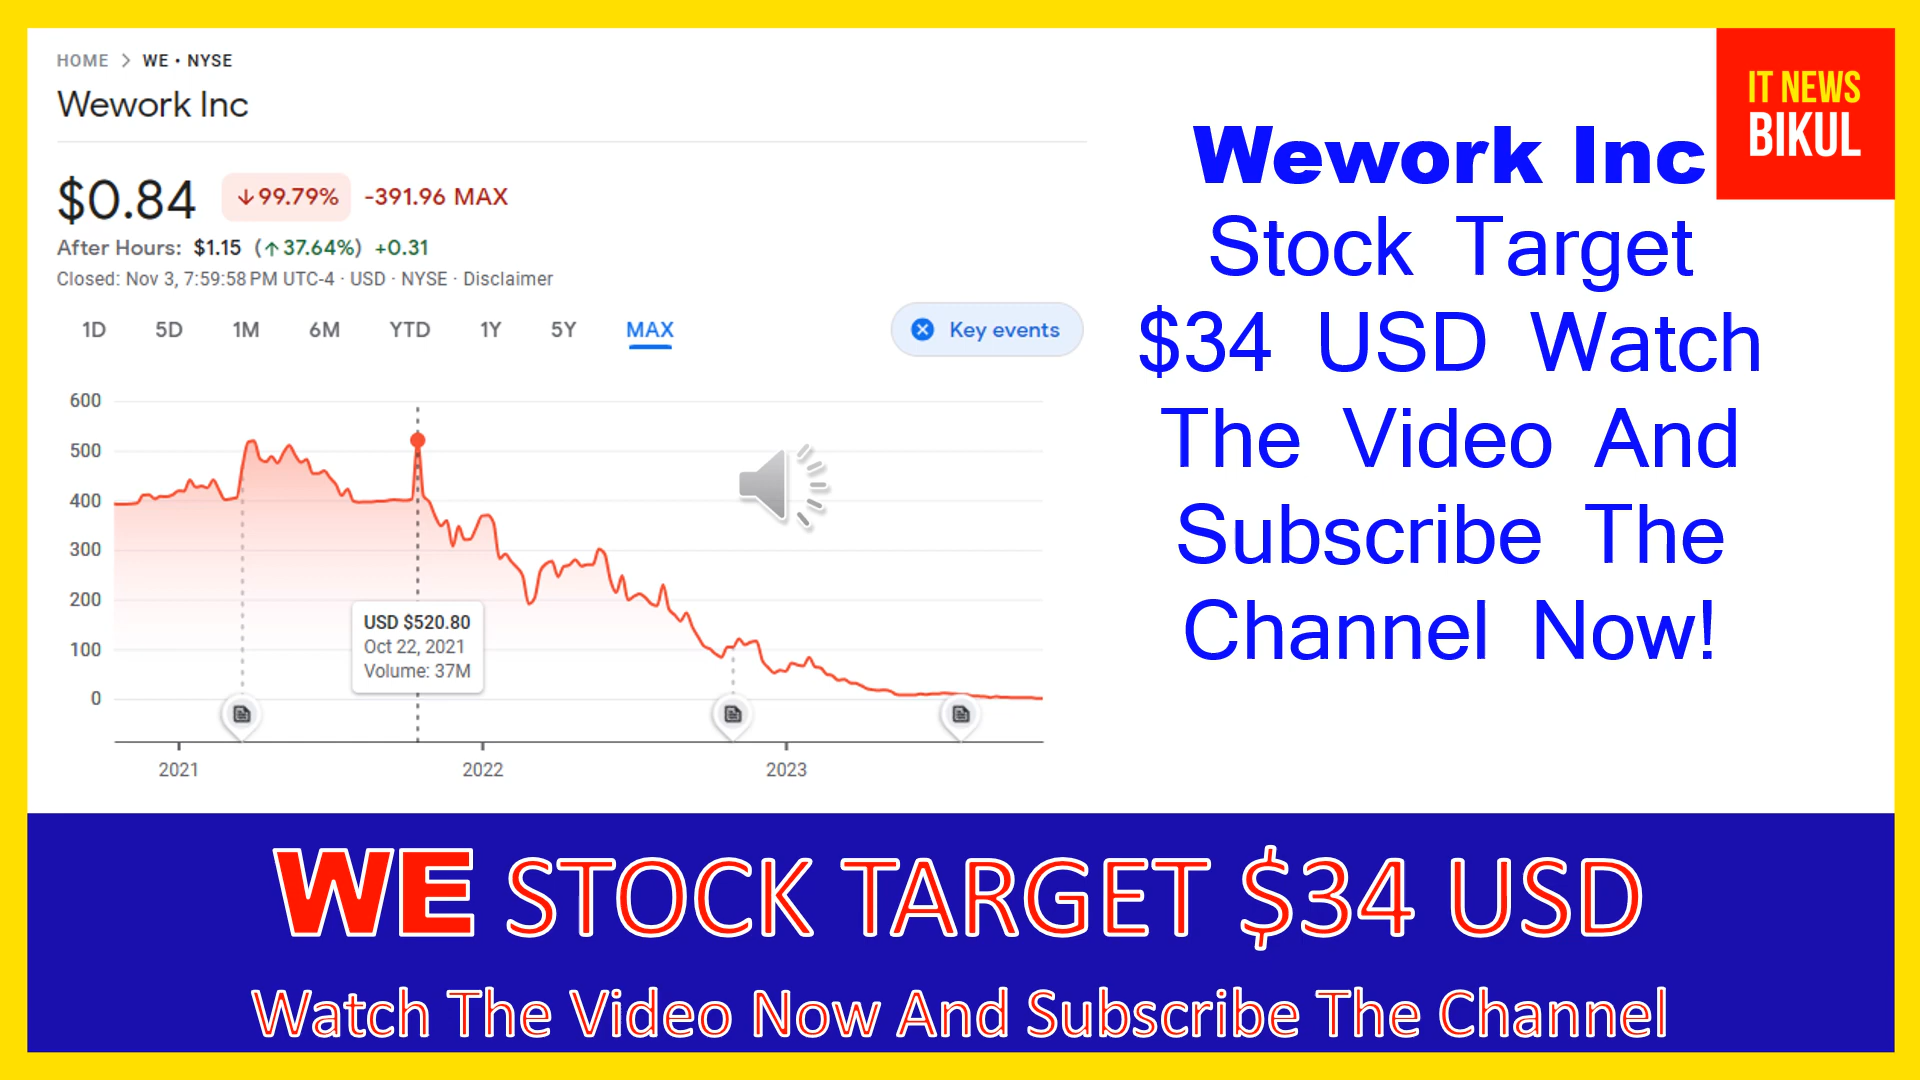 HOME > WE • NYSE
Wework Inc
$0.84 ↓99.79% -391.96 MAX
After Hours: $1.15 (↑37.64%) +0.31
Closed: Nov 3, 7:59:58 PM UTC-4 · USD · NYSE · Disclaimer
1D 5D 1M 6M YTD 1Y 5Y MAX
Key events
600
500
400
300
200
100
0
USD $520.80
Oct 22, 2021
Volume: 37M
2021 2022 2023
IT NEWS
BIKUL
Wework Inc
Stock Target
$34 USD Watch
The Video And
Subscribe The
Channel Now!
WE STOCK TARGET $34 USD
Watch The Video Now And Subscribe The Channel